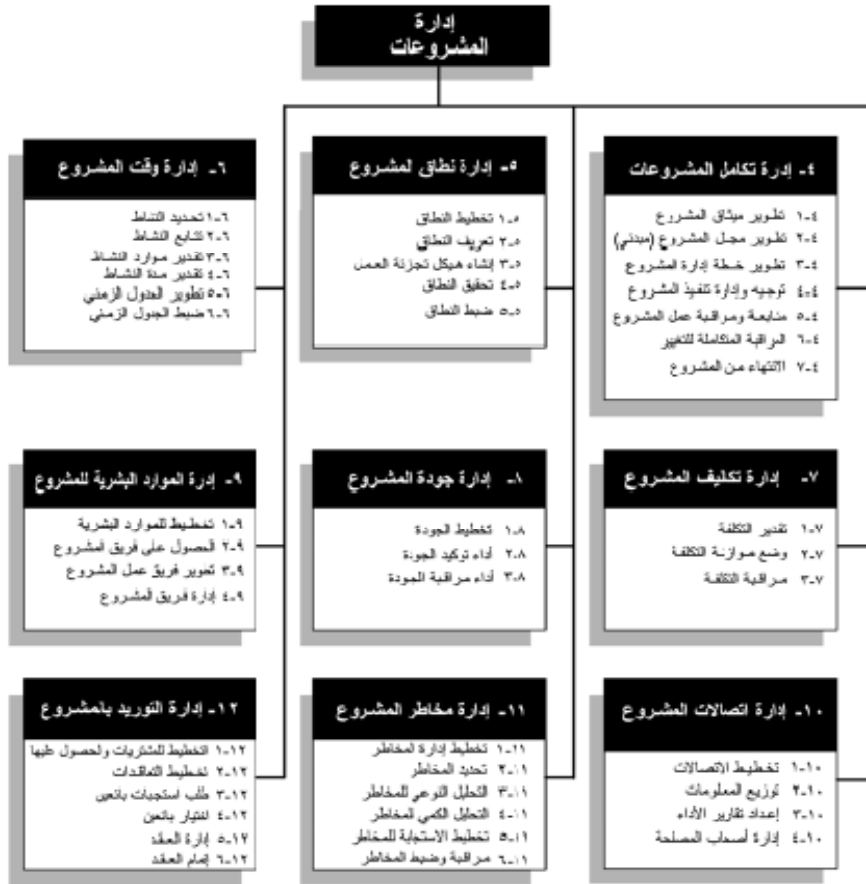 إدارة
المشروعات
٤- إدارة تكامل المشروعات
٤-١ تطوير ميثاق المشروع
٤-٢ تطوير مجل المشروع (مبدئي)
٤-٣ تطوير خطة إدارة المشروع
٤-٤ توجيه وإدارة تنفيذ المشروع
٤-٥ متابعة ومراقبة عمل المشروع
٤-٦ المراقبة المتكاملة للتغيير
٤-٧ الانتهاء من المشروع
٥- إدارة نطاق المشروع
٥-١ تخطيط النطاق
٥-٢ تعريف النطاق
٥-٣ إنشاء هيكل تجزئة العمل
٥-٤ تحقيق النطاق
٥-٥ ضبط النطاق
٦- إدارة وقت المشروع
٦-١ تحديد النشاط
٦-٢ تتابع النشاط
٦-٣ تقدير موارد النشاط
٦-٤ تقدير مدة النشاط
٦-٥ تطوير الجدول الزمني
٦-٦ ضبط الجدول الزمني
٧- إدارة تكليف المشروع
٧-١ تقدير التكلفة
٧-٢ وضع موازنة التكلفة
٧-٣ مراقبة التكلفة
٨- إدارة جودة المشروع
٨-١ تخطيط الجودة
٨-٢ أداء توكيد الجودة
٨-٣ أداء مراقبة الجودة
٩- إدرة الموارد البشرية للمشروع
٩-١ تخطيط للموارد البشرية
٩-٢ الحصول على فريق المشروع
٩-٣ تطوير فريق عمل المشروع
٩-٤ إدارة فريق المشروع
١٠- إدارة اتصالات المشروع
١٠-١ تخطيط الاتصالات
١٠-٢ توزيع المعلومات
١٠-٣ إعداد تقارير الأداء
١٠-٤ إدارة أصحاب المصلحة
١١- إدارة مخاطر المشروع
١١-١ تخطيط إدارة المخاطر
١١-٢ تحديد المخاطر
١١-٣ التحليل النوعي للمخاطر
١١-٤ التحليل الكمي لمخاطر
١١-٥ تخطيط الاستجابة للمخاطر
١١-٦ مراقبة وضبط المخاطر
١٢- إدارة التوريد بالمشروع
١٢-١ التخطيط للمشتريات ولحصول عليها
١٢-٢ تخطيط التعاقدات
١٢-٣ طلب استجبات بائعين
١٢-٤ اختيار بائعين
١٢-٥ إدارة العقد
١٢-٦ إمام العقد